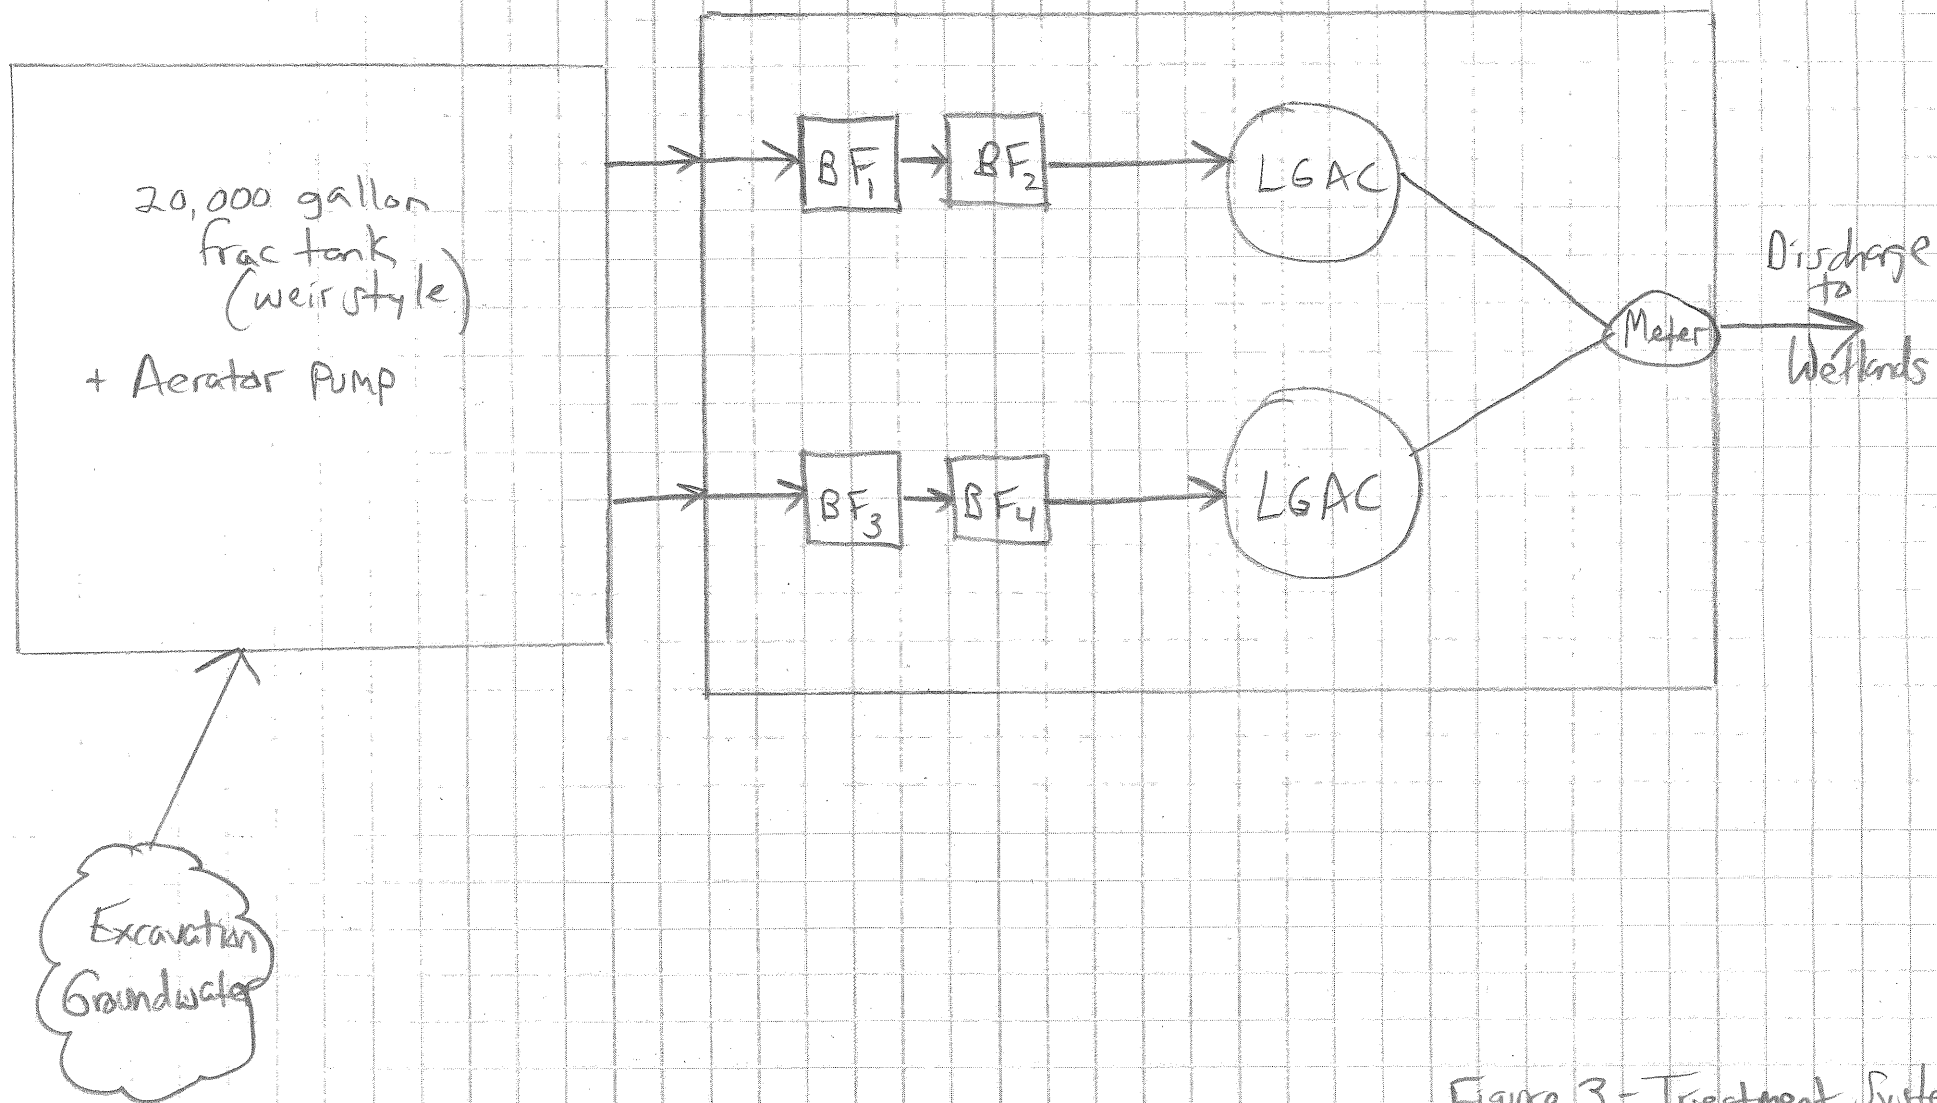 20,000 gallon
frac tank
(weir style)
+ Aerator Pump
BF1
BF2
LGAC
BF3
BF4
LGAC
Meter
Discharge
to
Wetlands
Excavation
Groundwater
Figure 3 - Treatment